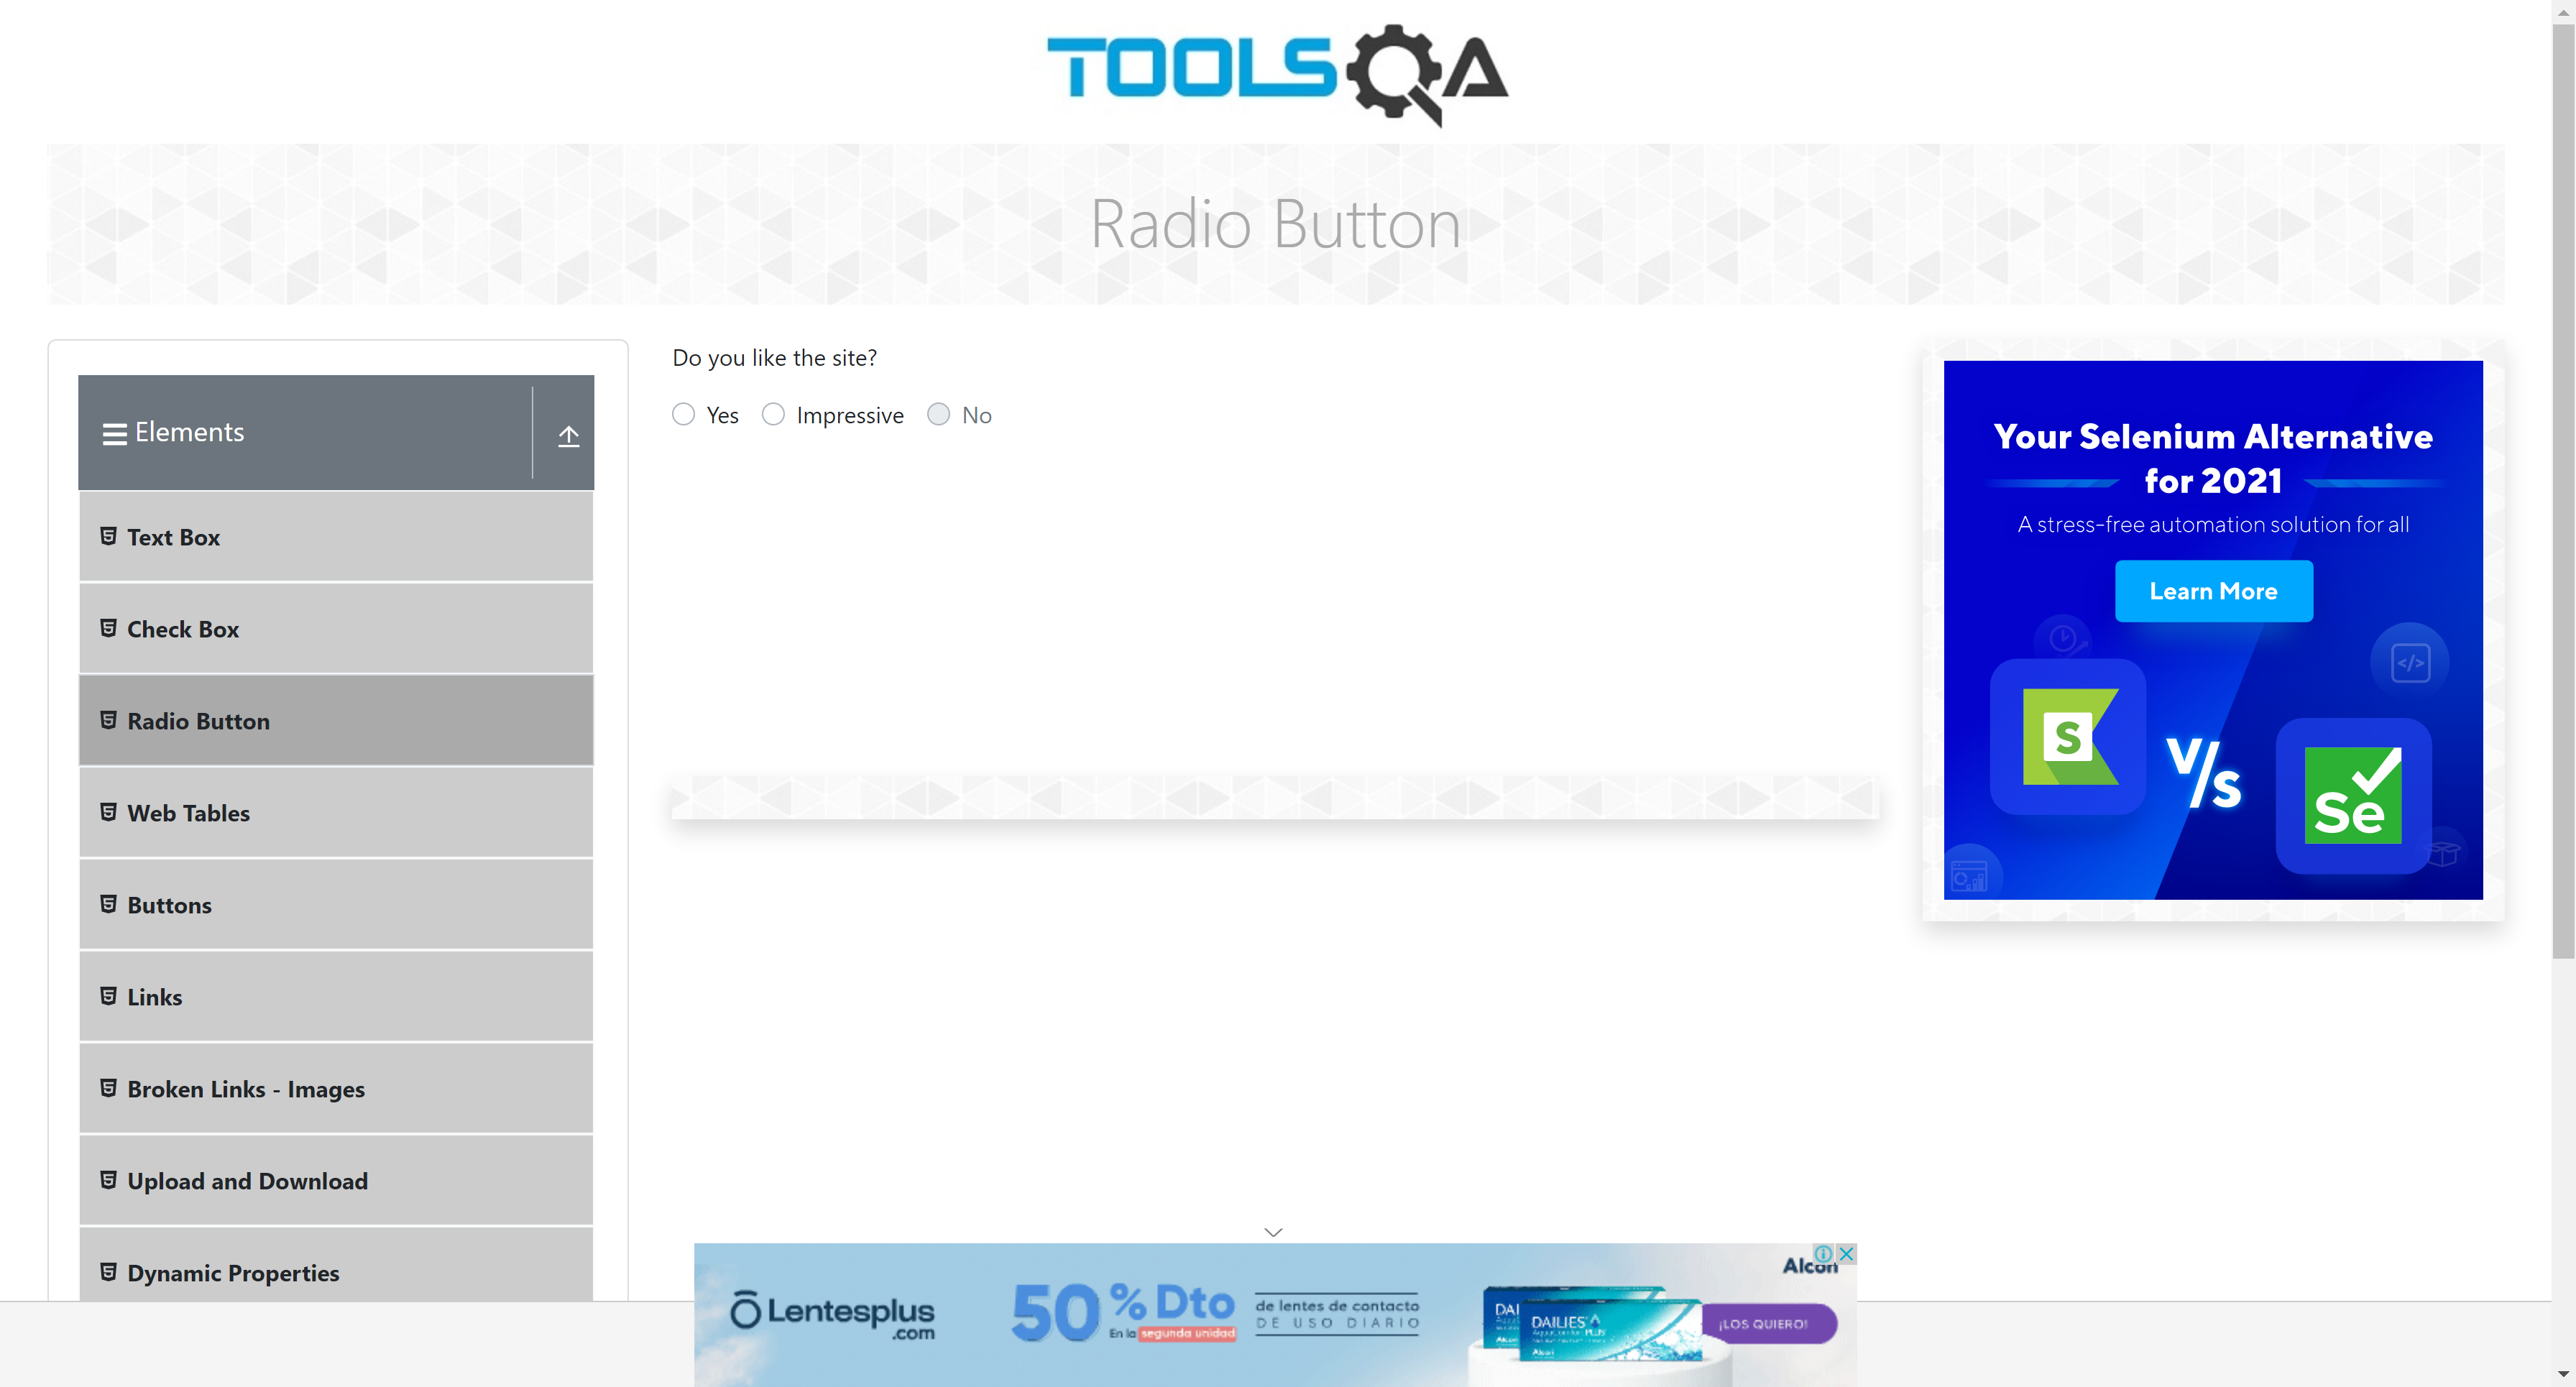 TOOLSQA
Radio Button
Elements
Text Box
Check Box
Radio Button
Web Tables
Buttons
Links
Broken Links - Images
Upload and Download
Dynamic Properties
Do you like the site?
Yes
Impressive
No
Your Selenium Alternative
for 2021
A stress-free automation solution for all
Learn More
</>
S
V/s
Se
Lentesplus
.com
50% Dto
En la segunda unidad
de lentes de contacto
DE USO DIARIO
DAILIES
Alcon
¡LOS QUIERO!
Alcon